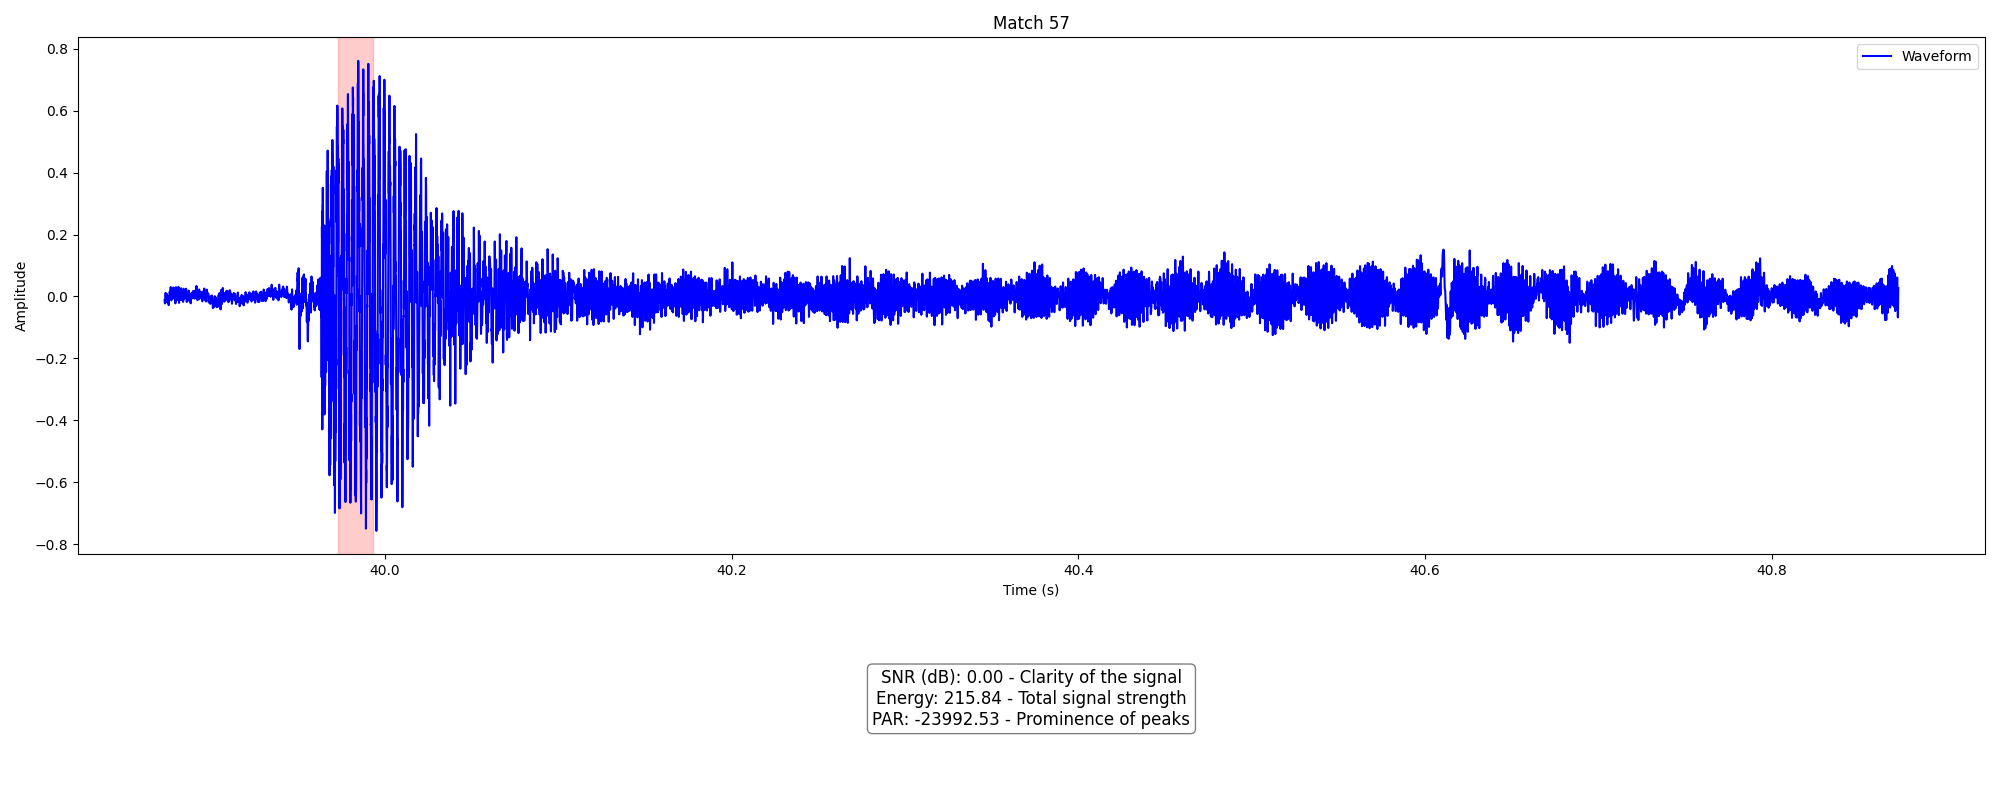 Match 57
Waveform
0.8
0.6
0.4
0.2
0.0
−0.2
−0.4
−0.6
−0.8
Amplitude
40.0
40.2
40.4
40.6
40.8
Time (s)
SNR (dB): 0.00 - Clarity of the signal
Energy: 215.84 - Total signal strength
PAR: -23992.53 - Prominence of peaks